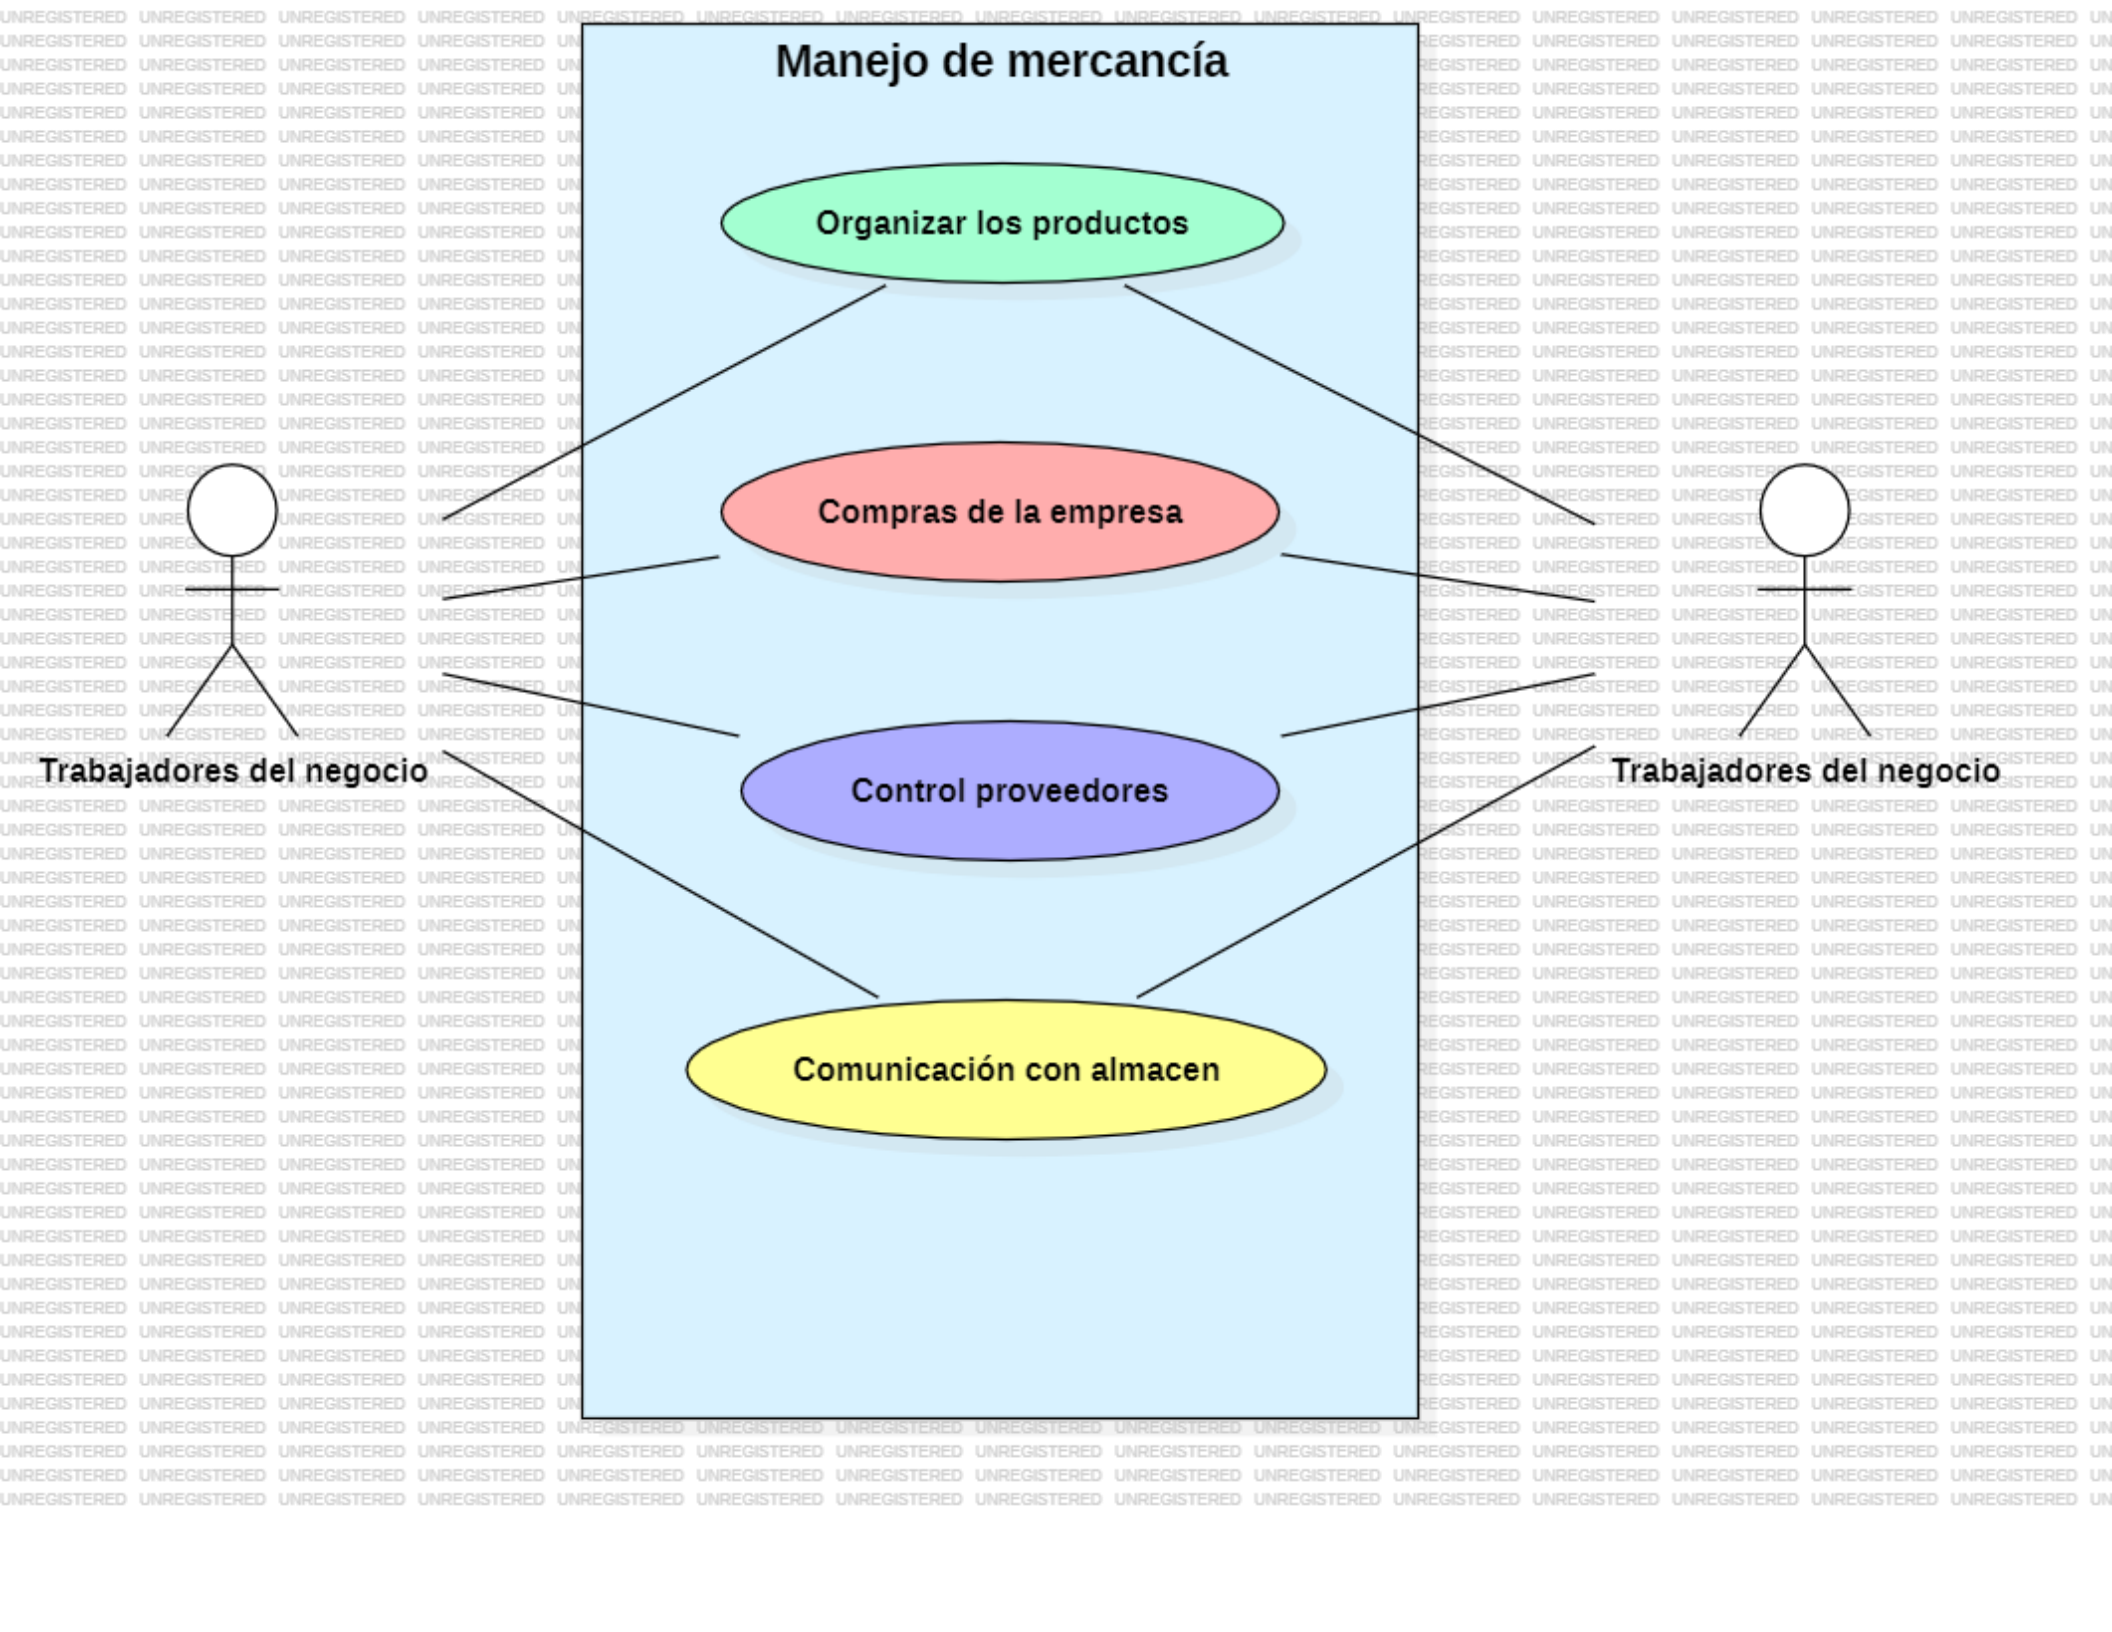 Manejo de mercancía
Organizar los productos
Compras de la empresa
Control proveedores
Trabajadores del negocio
Trabajadores del negocio
Comunicación con almacen
UNREGISTERED